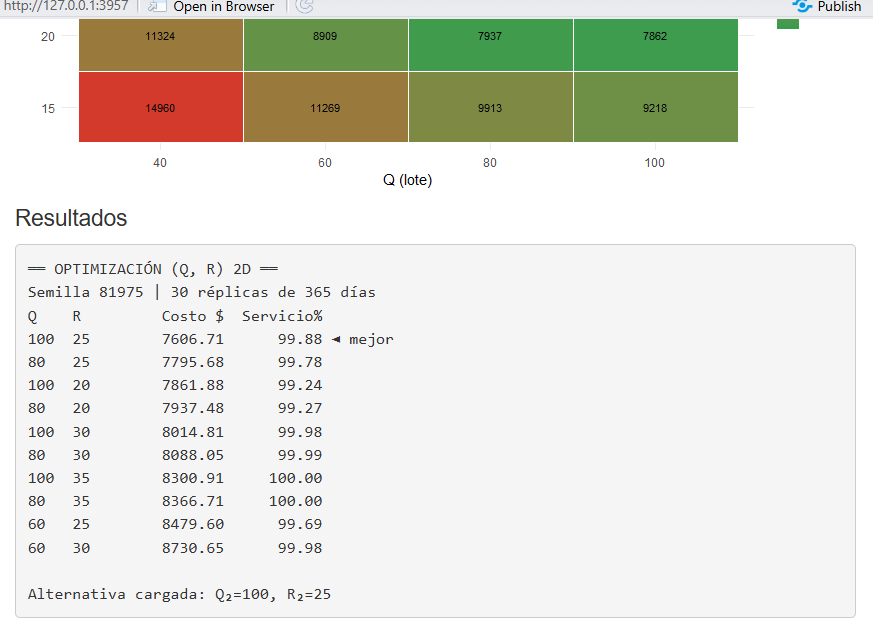 http://127.0.0.1:3957 Open in Browser Publish
20 11324 8909 7937 7862
15 14960 11269 9913 9218
40 60 80 100
Q (lote)
Resultados
== OPTIMIZACIÓN (Q, R) 2D ==
Semilla 81975 | 30 réplicas de 365 días
Q R Costo $ Servicio%
100 25 7606.71 99.88 ◄ mejor
80 25 7795.68 99.78
100 20 7861.88 99.24
80 20 7937.48 99.27
100 30 8014.81 99.98
80 30 8088.05 99.99
100 35 8300.91 100.00
80 35 8366.71 100.00
60 25 8479.60 99.69
60 30 8730.65 99.98
Alternativa cargada: Q₂=100, R₂=25